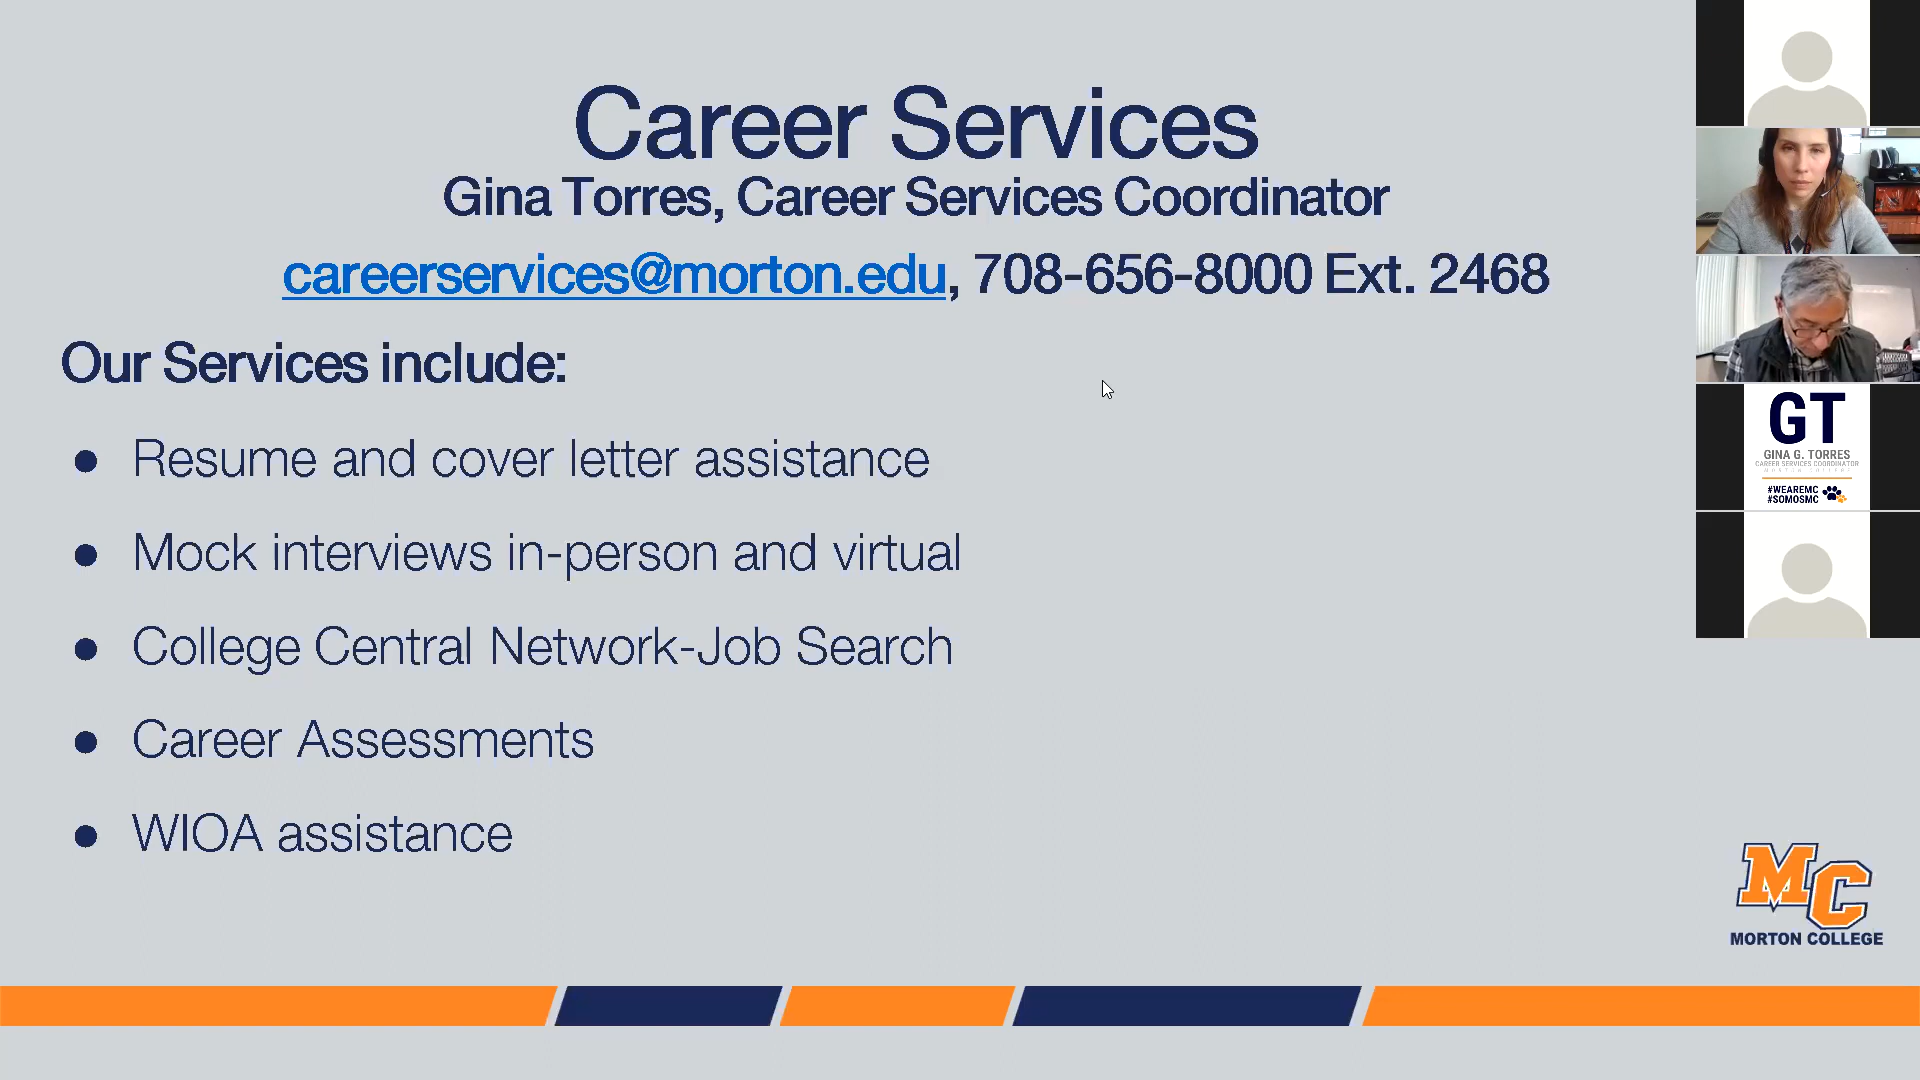 Career Services
Gina Torres, Career Services Coordinator
careerservices@morton.edu, 708-656-8000 Ext. 2468
Our Services include:
● Resume and cover letter assistance
● Mock interviews in-person and virtual
● College Central Network-Job Search
● Career Assessments
● WIOA assistance
GT
GINA G. TORRES
CAREER SERVICES COORDINATOR
MORTON COLLEGE
#WEAREMC
#SOMOSMC
MC
MORTON COLLEGE